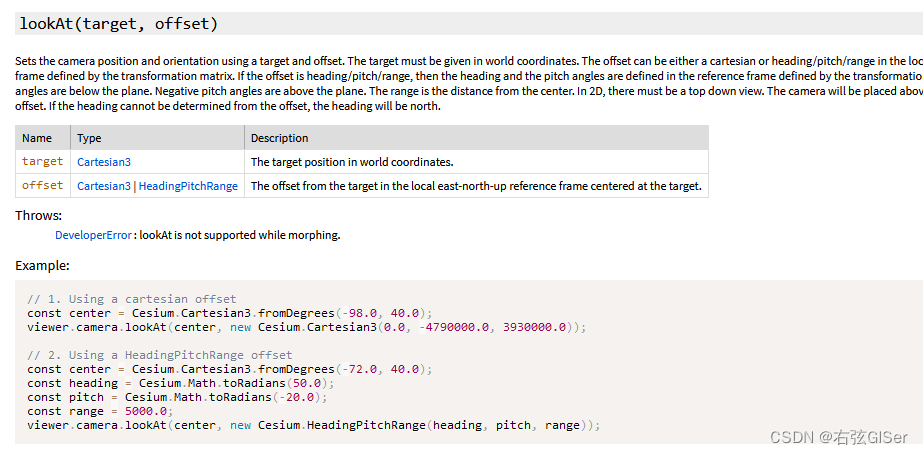 lookAt(target, offset)
Sets the camera position and orientation using a target and offset. The target must be given in world coordinates. The offset can be either a cartesian or heading/pitch/range in the loc
frame defined by the transformation matrix. If the offset is heading/pitch/range, then the heading and the pitch angles are defined in the reference frame defined by the transformatio
angles are below the plane. Negative pitch angles are above the plane. The range is the distance from the center. In 2D, there must be a top down view. The camera will be placed abov
offset. If the heading cannot be determined from the offset, the heading will be north.
Name Type Description
target Cartesian3 The target position in world coordinates.
offset Cartesian3 | HeadingPitchRange The offset from the target in the local east-north-up reference frame centered at the target.
Throws:
DeveloperError : lookAt is not supported while morphing.
Example:
// 1. Using a cartesian offset
const center = Cesium.Cartesian3.fromDegrees(-98.0, 40.0);
viewer.camera.lookAt(center, new Cesium.Cartesian3(0.0, -4790000.0, 3930000.0));
// 2. Using a HeadingPitchRange offset
const center = Cesium.Cartesian3.fromDegrees(-72.0, 40.0);
const heading = Cesium.Math.toRadians(50.0);
const pitch = Cesium.Math.toRadians(-20.0);
const range = 5000.0;
viewer.camera.lookAt(center, new Cesium.HeadingPitchRange(heading, pitch, range));
CSDN @右弦GISer